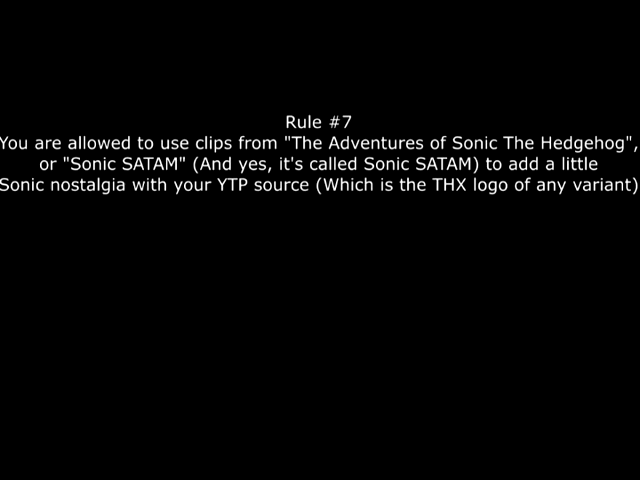 Rule #7
You are allowed to use clips from "The Adventures of Sonic The Hedgehog",
or "Sonic SATAM" (And yes, it's called Sonic SATAM) to add a little
Sonic nostalgia with your YTP source (Which is the THX logo of any variant)